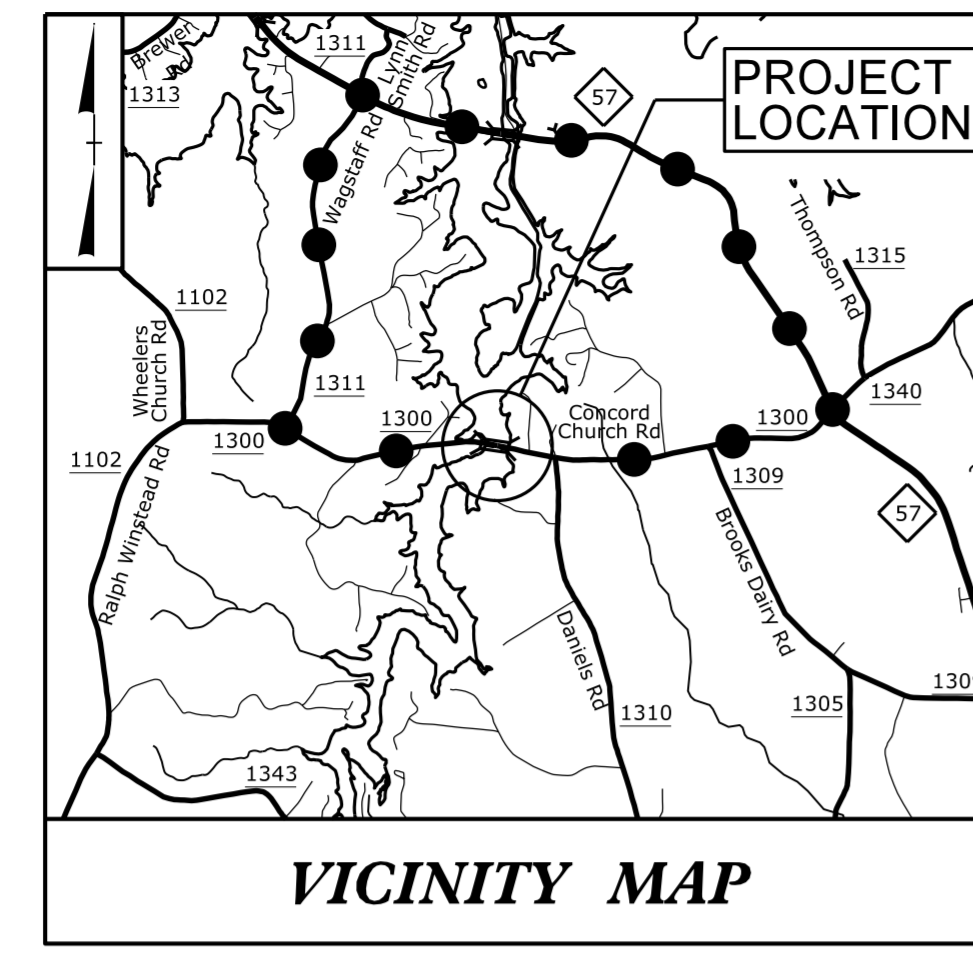 Brewer
Rd
1313
1311
Lynn
Smith Rd
57
PROJECT
LOCATION
Wagstaff Rd
Thompson Rd
1315
1102
Wheelers
Church Rd
1311
1300
1300
Concord
Church Rd
1300
1340
1102
Ralph Winstead Rd
1309
57
Brooks Dairy Rd
Daniels Rd
1310
1305
130
1343
VICINITY MAP